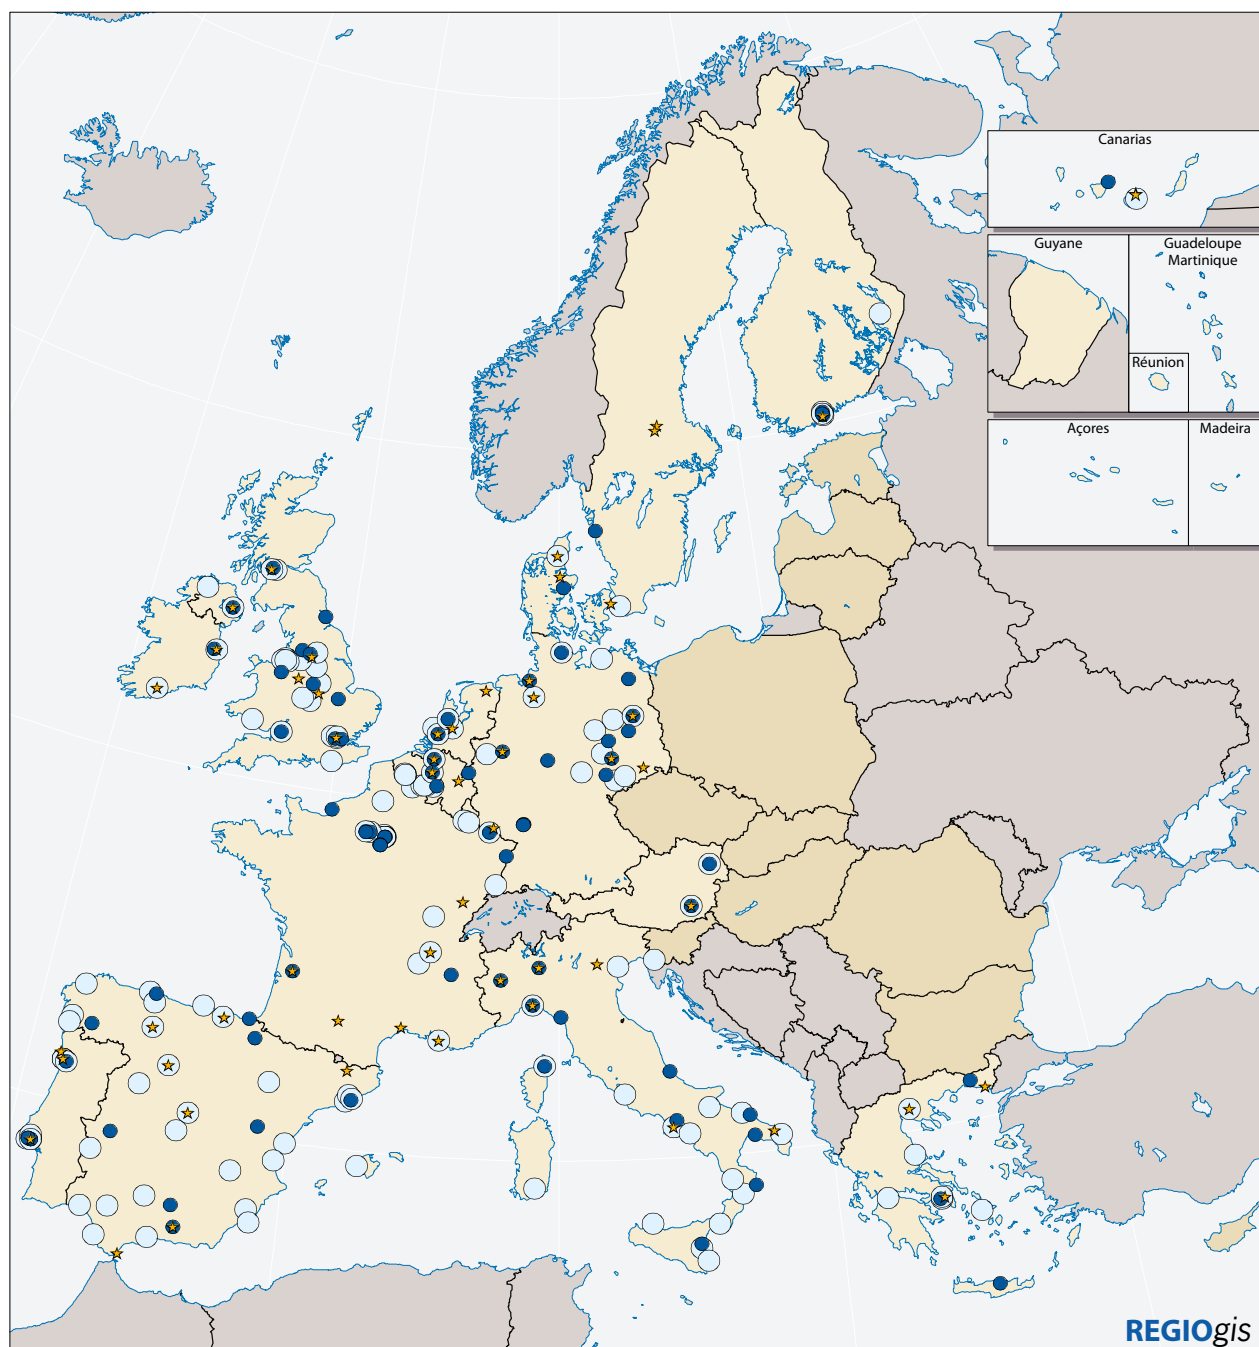 Canarias
Guyane
Guadeloupe
Martinique
Réunion
Açores
Madeira
REGIOgis